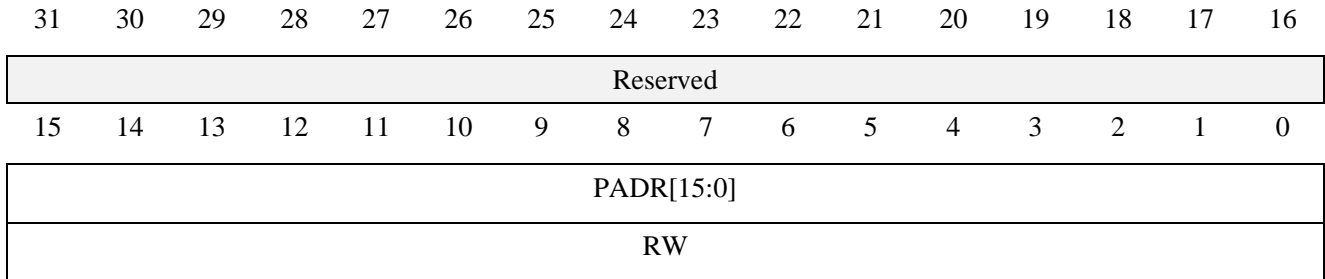 31 30 29 28 27 26 25 24 23 22 21 20 19 18 17 16
Reserved
15 14 13 12 11 10 9 8 7 6 5 4 3 2 1 0
PADR[15:0]
RW